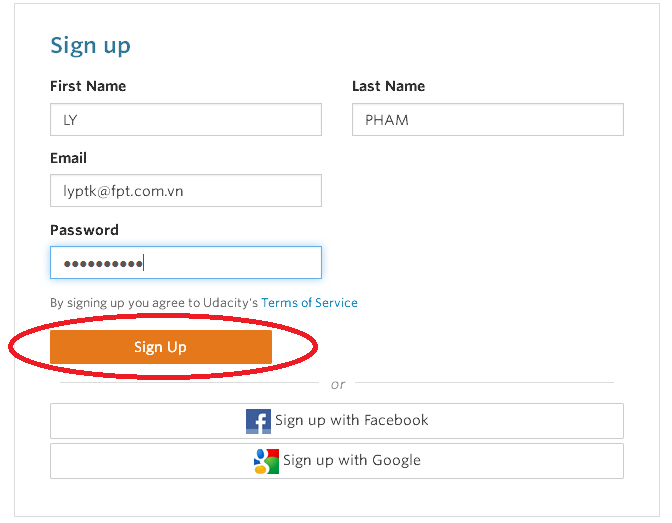 Sign up
First Name
Last Name
LY
PHAM
Email
lyptk@fpt.com.vn
Password
●●●●●●●●●●
By signing up you agree to Udacity's Terms of Service
Sign Up
or
Sign up with Facebook
Sign up with Google